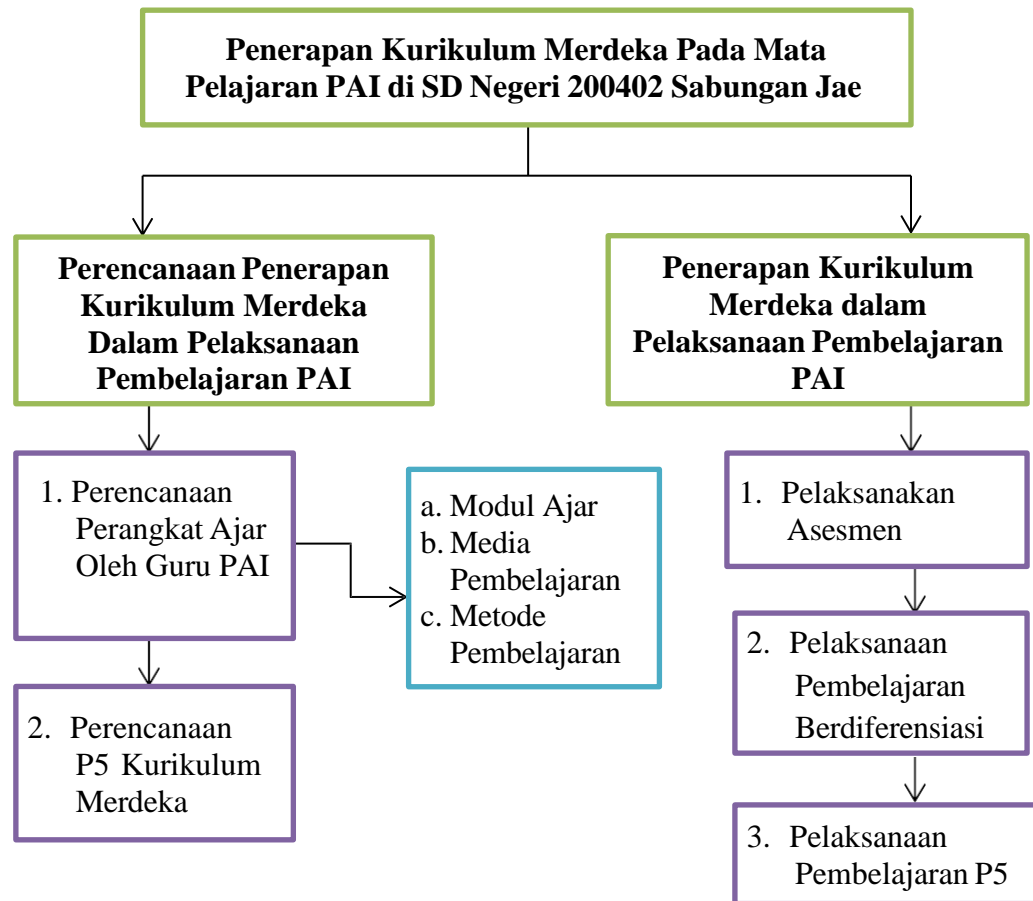 Penerapan Kurikulum Merdeka Pada Mata
Pelajaran PAI di SD Negeri 200402 Sabungan Jae
Perencanaan Penerapan
Kurikulum Merdeka
Dalam Pelaksanaan
Pembelajaran PAI
Penerapan Kurikulum
Merdeka dalam
Pelaksanaan Pembelajaran
PAI
1. Perencanaan
Perangkat Ajar
Oleh Guru PAI
a. Modul Ajar
b. Media
Pembelajaran
c. Metode
Pembelajaran
1. Pelaksanakan
Asesmen
2. Perencanaan
P5 Kurikulum
Merdeka
2. Pelaksanaan
Pembelajaran
Berdiferensiasi
3. Pelaksanaan
Pembelajaran P5